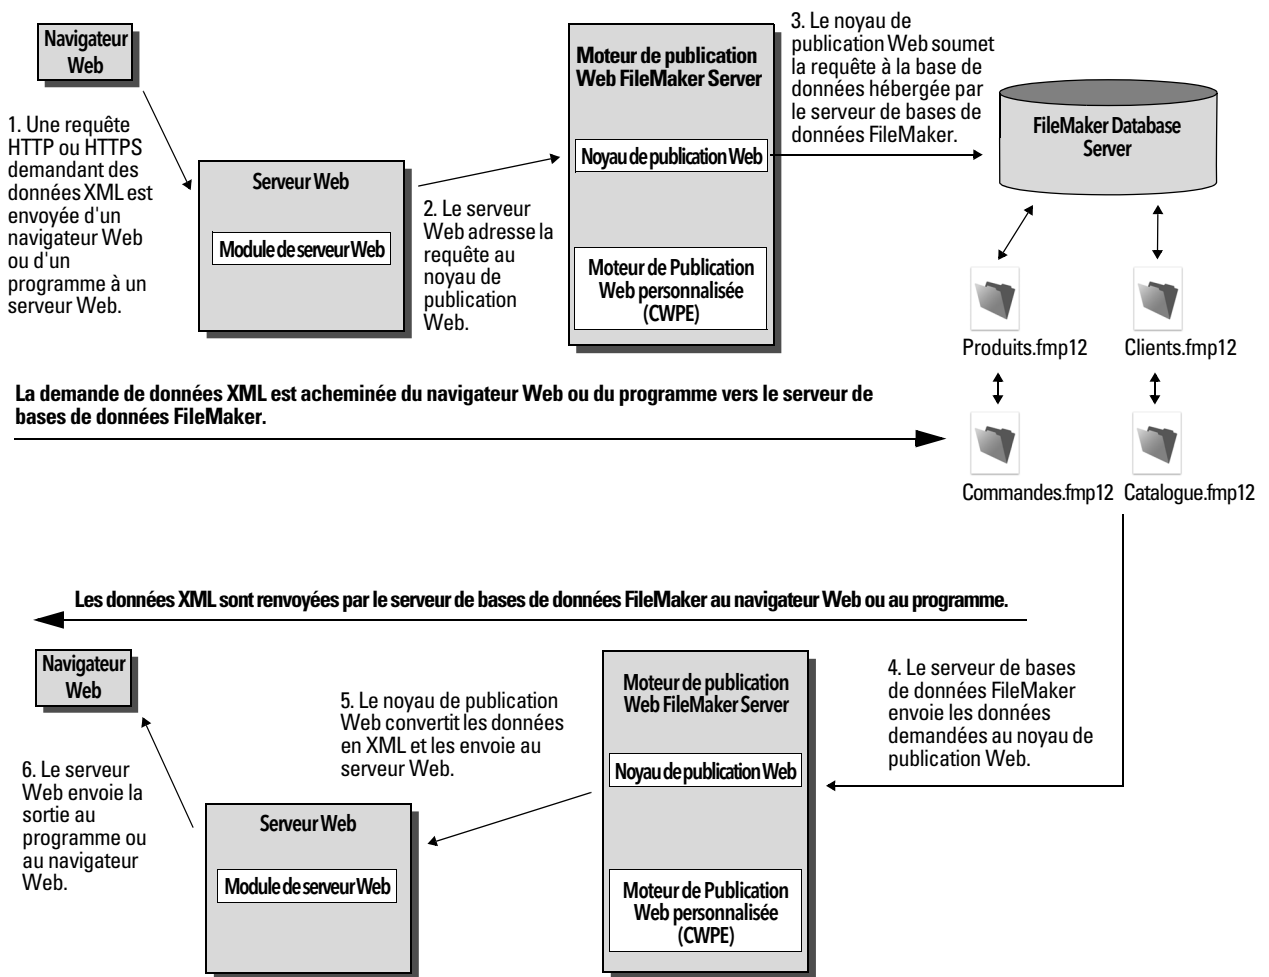 Navigateur
Web
1. Une requête
HTTP ou HTTPS
demandant des
données XML est
envoyée d'un
navigateur Web
ou d'un
programme à un
serveur Web.
Serveur Web
Module de serveur Web
2. Le serveur
Web adresse la
requête au
noyau de
publication
Web.
Moteur de publication
Web FileMaker Server
Noyau de publication Web
Moteur de Publication
Web personnalisée
(CWPE)
3. Le noyau de
publication Web soumet
la requête à la base de
données hébergée par
le serveur de bases de
données FileMaker.
FileMaker Database
Server
Produits.fmp12
Clients.fmp12
Commandes.fmp12
Catalogue.fmp12
La demande de données XML est acheminée du navigateur Web ou du programme vers le serveur de
bases de données FileMaker.
Les données XML sont renvoyées par le serveur de bases de données FileMaker au navigateur Web ou au programme.
4. Le serveur de bases
de données FileMaker
envoie les données
demandées au noyau de
publication Web.
Moteur de publication
Web FileMaker Server
Noyau de publication Web
Moteur de Publication
Web personnalisée
(CWPE)
5. Le noyau de publication
Web convertit les données
en XML et les envoie au
serveur Web.
Serveur Web
Module de serveur Web
Navigateur
Web
6. Le serveur
Web envoie la
sortie au
programme ou
au navigateur
Web.